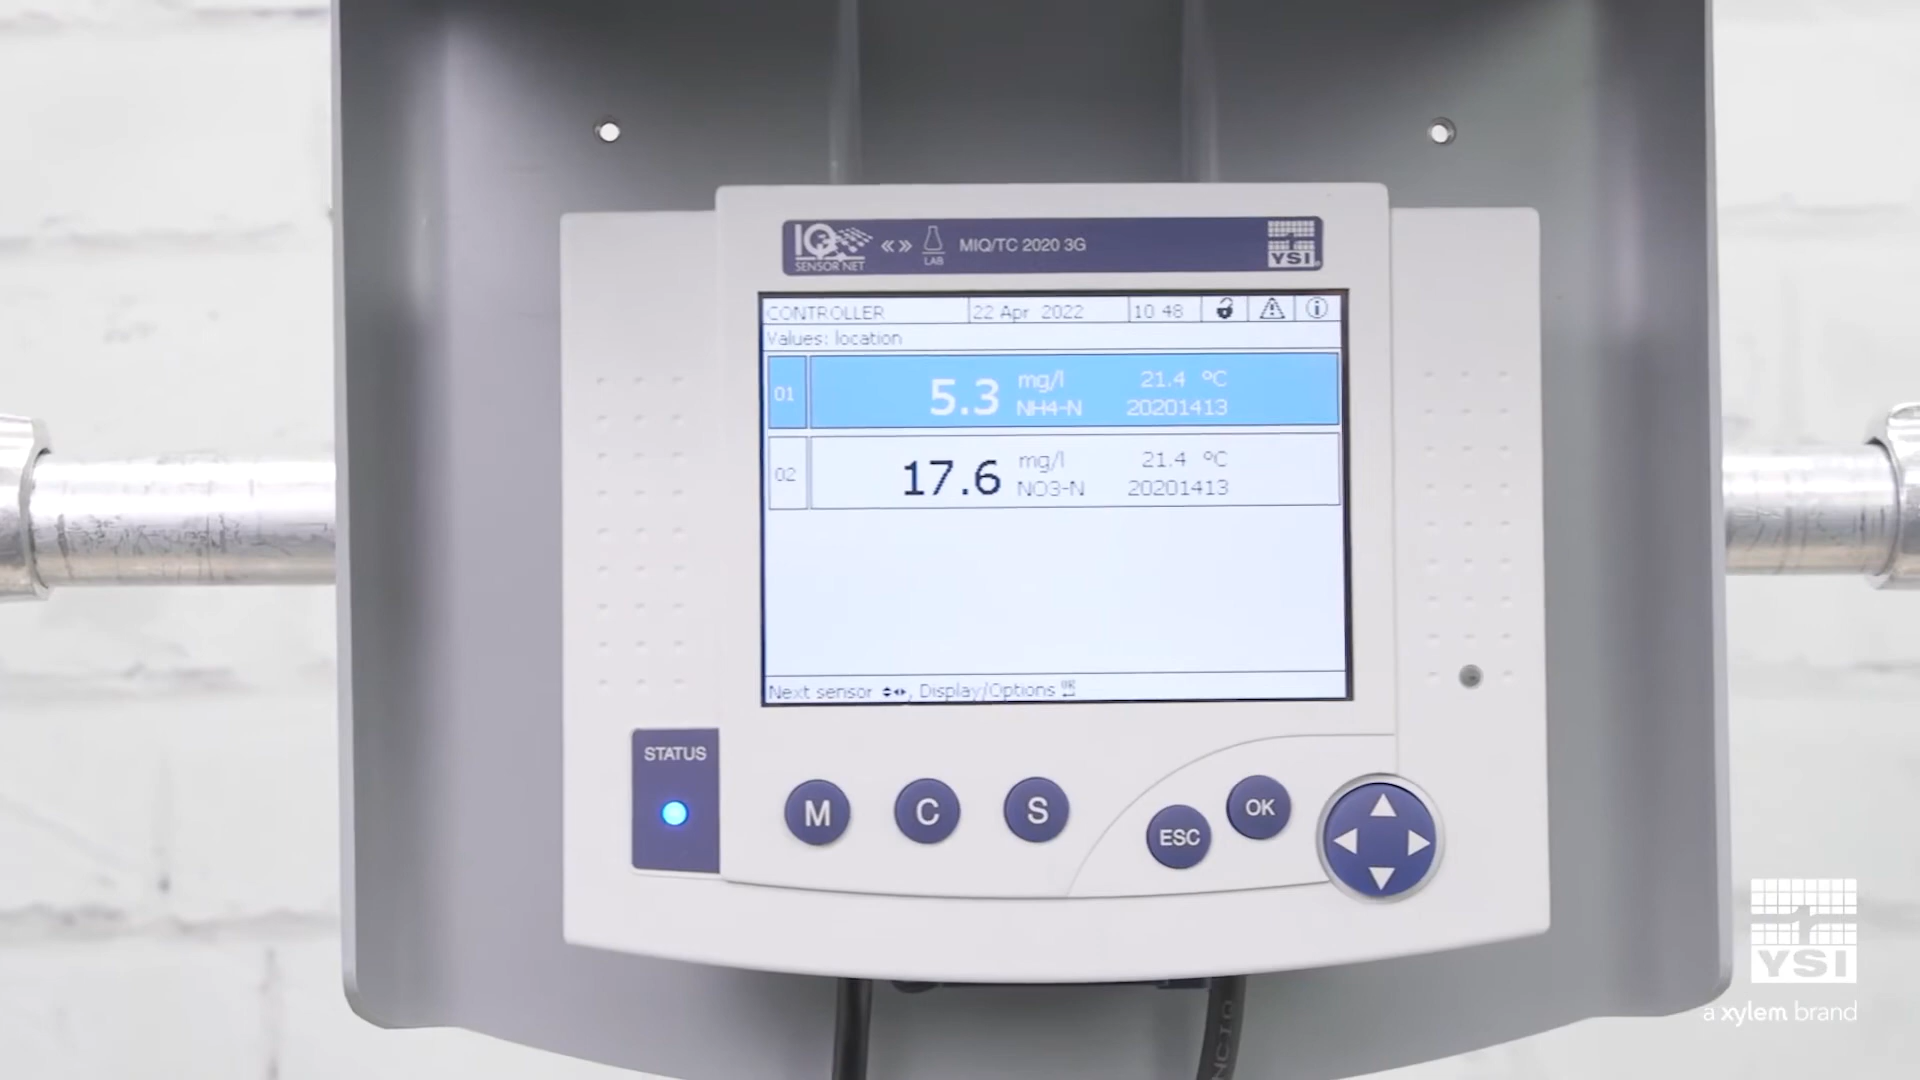 IQ
SENSOR NET
LAB
MIQ/TC 2020 3G
YSI
CONTROLLER 22 Apr 2022 10 48
Values: location
01 5.3 mg/l 21.4 °C
NH4-N 20201413
02 17.6 mg/l 21.4 °C
NO3-N 20201413
Next sensor , Display/Options
STATUS
M C S ESC OK
YSI
a xylem brand